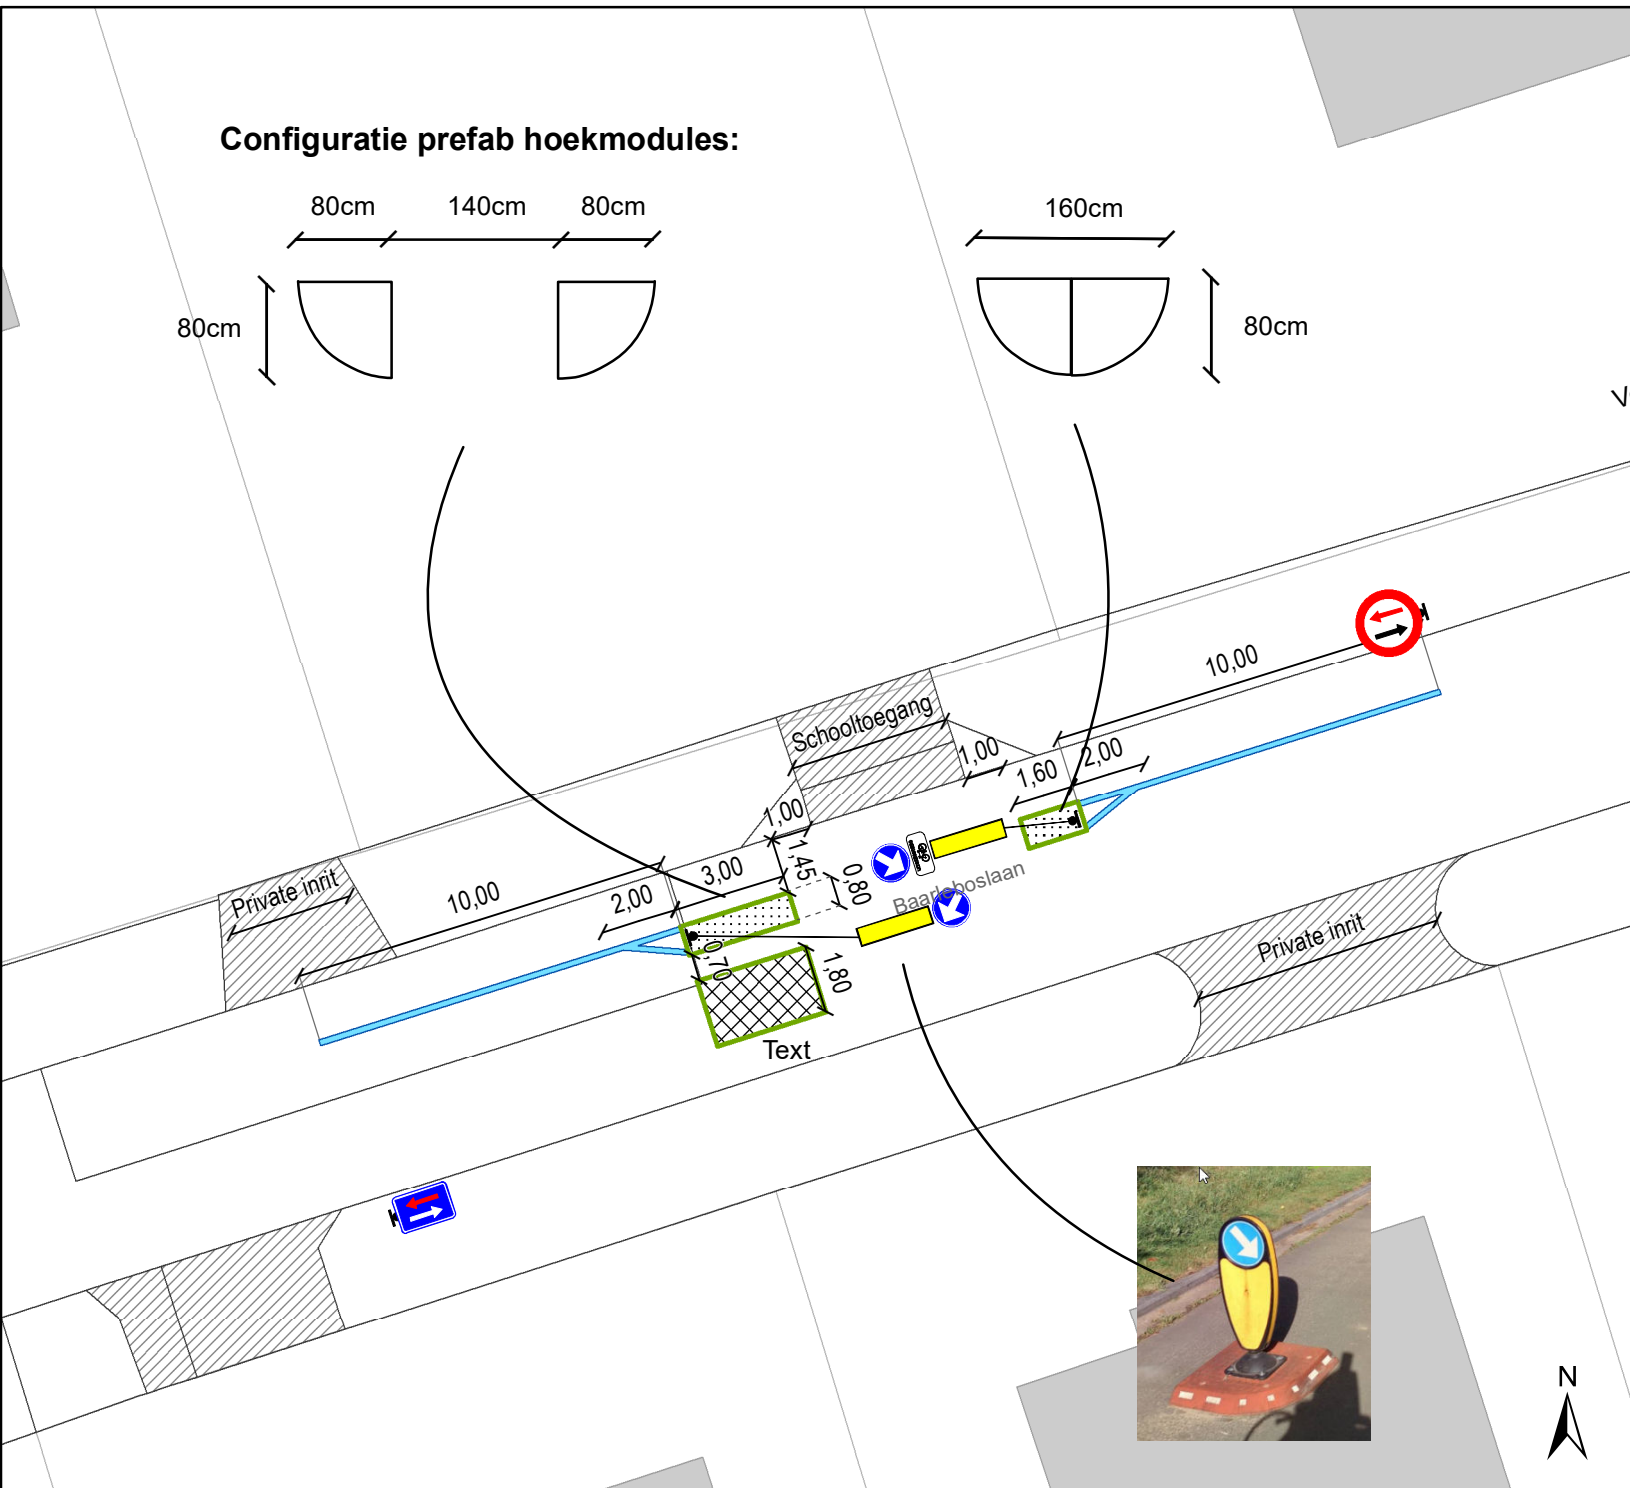 Configuratie prefab hoekmodules:
80cm
140cm
80cm
160cm
80cm
80cm
10,00
Schooltoegang
1,00
1,60
2,00
1,00
1,45
0,80
3,00
2,00
10,00
Private inrit
Baarleboslaan
0,70
1,80
Private inrit
Text
N